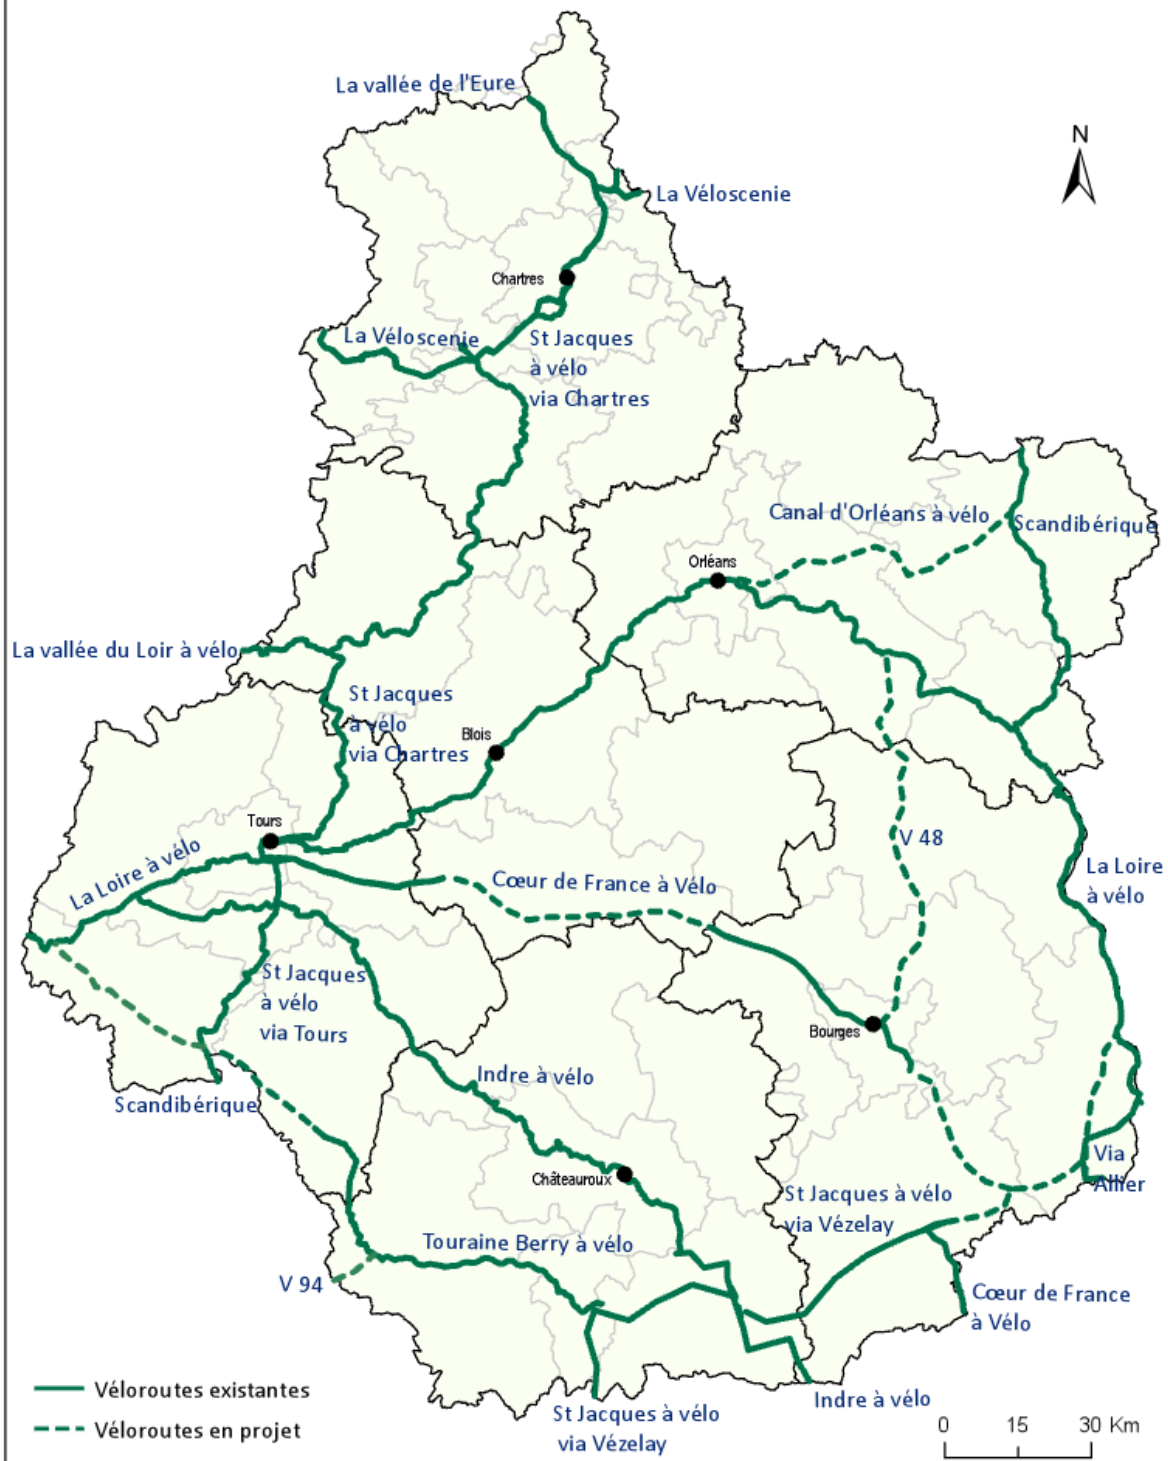 La vallée de l'Eure
N
La Véloscenie
Chartres
La Véloscenie
St Jacques
à vélo
via Chartres
Canal d'Orléans à vélo
Scandibérique
Orléans
La vallée du Loir à vélo
St Jacques
à vélo
via Chartres
Blois
Tours
V 48
La Loire à vélo
La Loire
à vélo
Cœur de France à Vélo
St Jacques
à vélo
via Tours
Bourges
Indre à vélo
Scandibérique
Via
Allier
Châteauroux
St Jacques à vélo
via Vézelay
Touraine Berry à vélo
V 94
Cœur de France
à Vélo
Véloroutes existantes
Indre à vélo
St Jacques à vélo
via Vézelay
Véloroutes en projet
0 15 30 Km